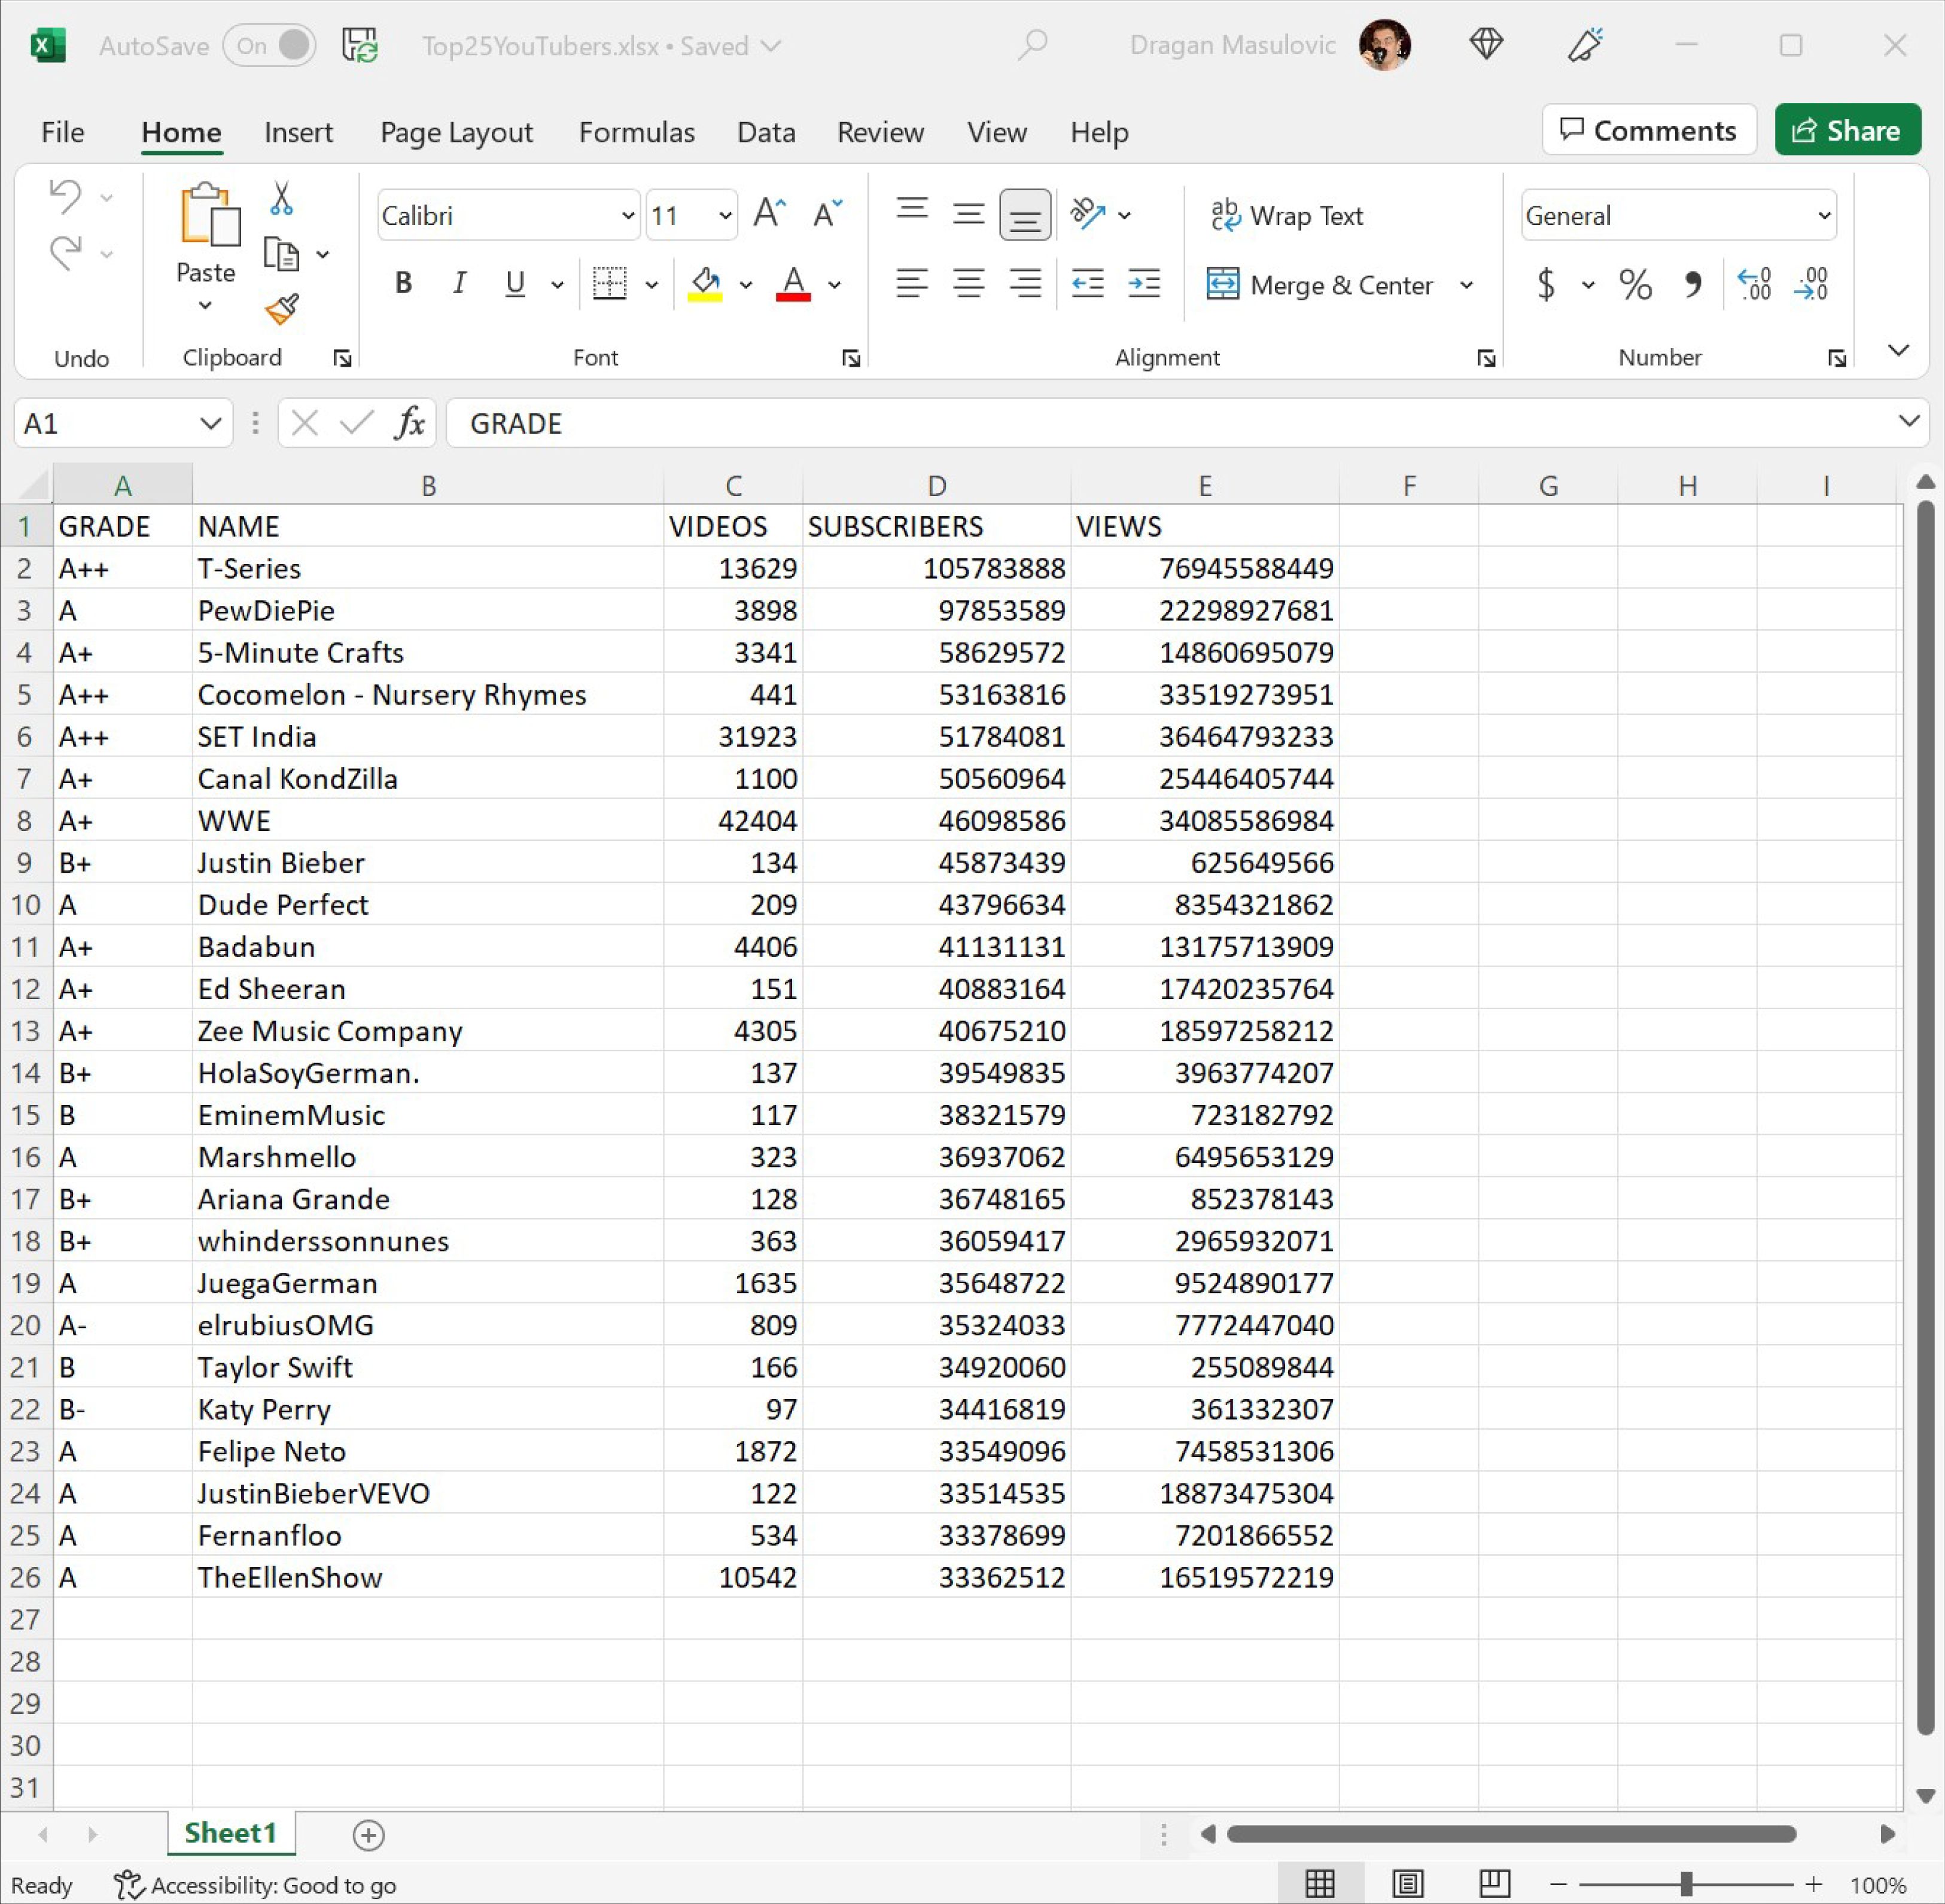 AutoSave On Top25YouTubers.xlsx • Saved Dragan Masulovic
File Home Insert Page Layout Formulas Data Review View Help Comments Share
Calibri 11 Wrap Text General
Paste B I U A Merge & Center $ % , .00
Undo Clipboard Font Alignment Number
A1 fx GRADE
A B C D E F G H I
1 GRADE NAME VIDEOS SUBSCRIBERS VIEWS
2 A++ T-Series 13629 105783888 76945588449
3 A PewDiePie 3898 97853589 22298927681
4 A+ 5-Minute Crafts 3341 58629572 14860695079
5 A++ Cocomelon - Nursery Rhymes 441 53163816 33519273951
6 A++ SET India 31923 51784081 36464793233
7 A+ Canal KondZilla 1100 50560964 25446405744
8 A+ WWE 42404 46098586 34085586984
9 B+ Justin Bieber 134 45873439 625649566
10 A Dude Perfect 209 43796634 8354321862
11 A+ Badabun 4406 41131131 13175713909
12 A+ Ed Sheeran 151 40883164 17420235764
13 A+ Zee Music Company 4305 40675210 18597258212
14 B+ HolaSoyGerman. 137 39549835 3963774207
15 B EminemMusic 117 38321579 723182792
16 A Marshmello 323 36937062 6495653129
17 B+ Ariana Grande 128 36748165 852378143
18 B+ whinderssonnunes 363 36059417 2965932071
19 A JuegaGerman 1635 35648722 9524890177
20 A- elrubiusOMG 809 35324033 7772447040
21 B Taylor Swift 166 34920060 255089844
22 B- Katy Perry 97 34416819 361332307
23 A Felipe Neto 1872 33549096 7458531306
24 A JustinBieberVEVO 122 33514535 18873475304
25 A Fernanfloo 534 33378699 7201866552
26 A TheEllenShow 10542 33362512 16519572219
27
28
29
30
31
Sheet1
Ready Accessibility: Good to go 100%